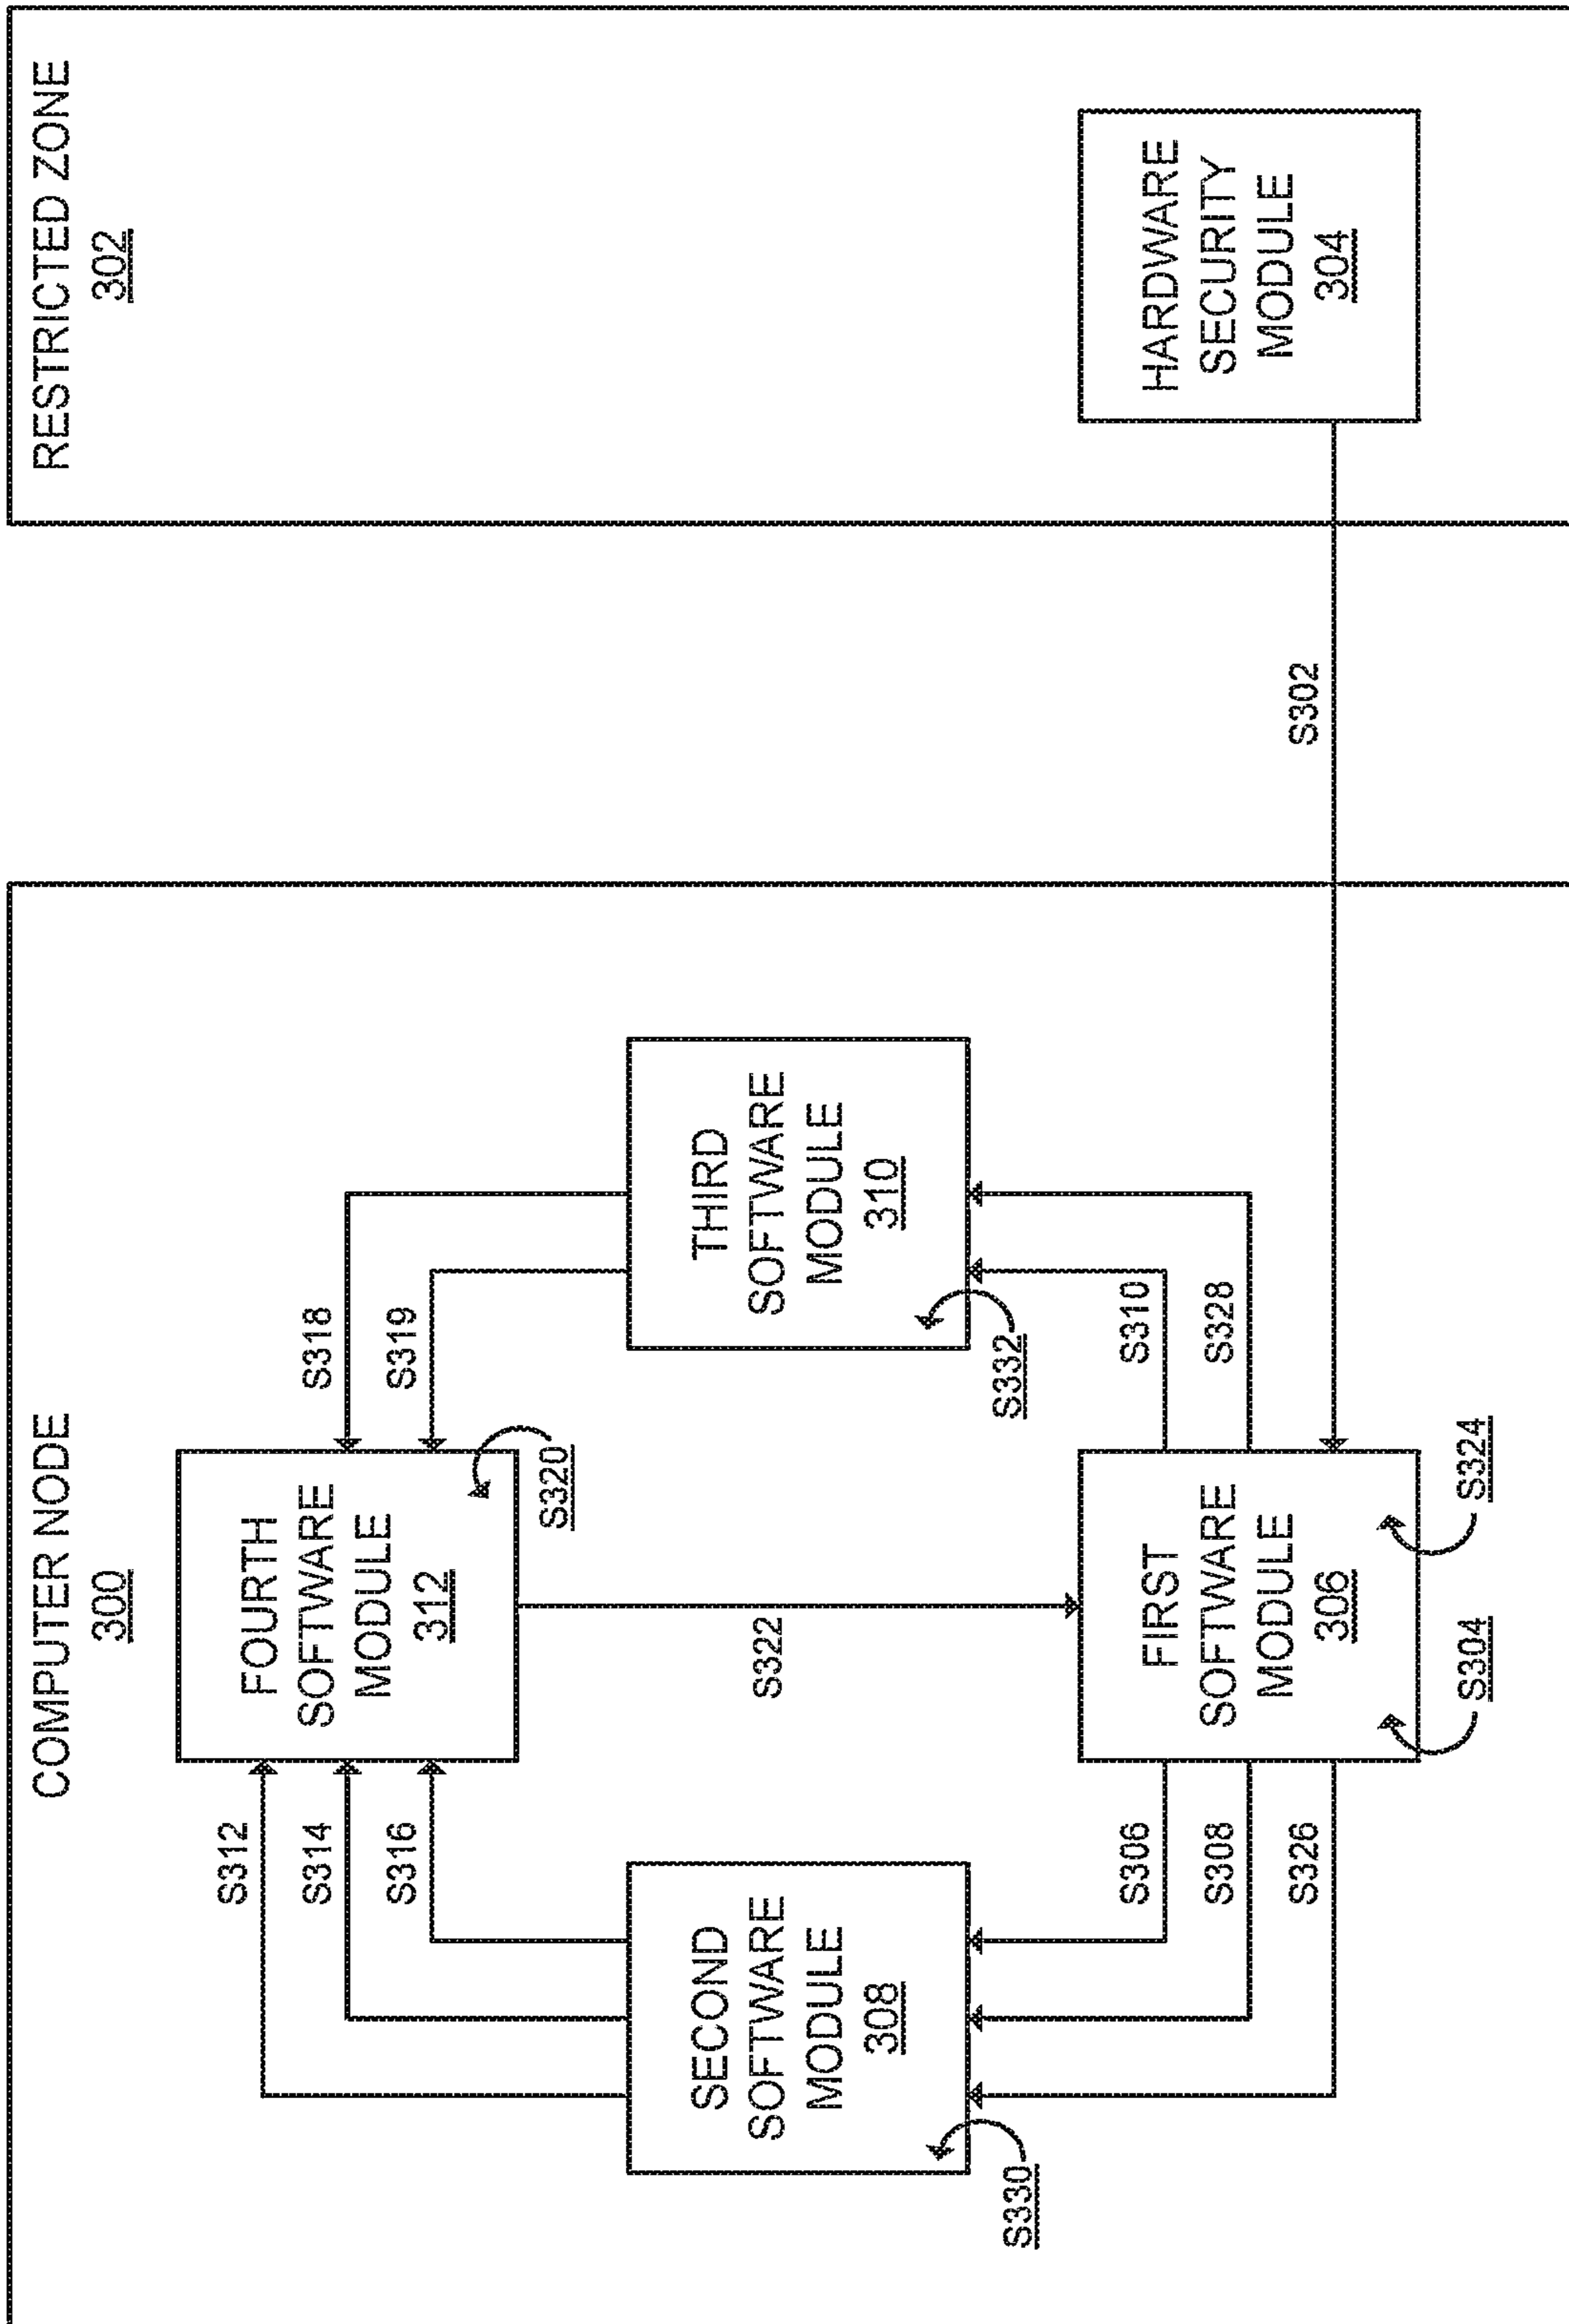 COMPUTER NODE
300
RESTRICTED ZONE
302
S312
S314
S316
FOURTH
SOFTWARE
MODULE
312
S318
S319
S320
SECOND
SOFTWARE
MODULE
308
S330
S322
THIRD
SOFTWARE
MODULE
310
S332
S306
S308
S326
FIRST
SOFTWARE
MODULE
306
S304
S324
S310
S328
S302
HARDWARE
SECURITY
MODULE
304